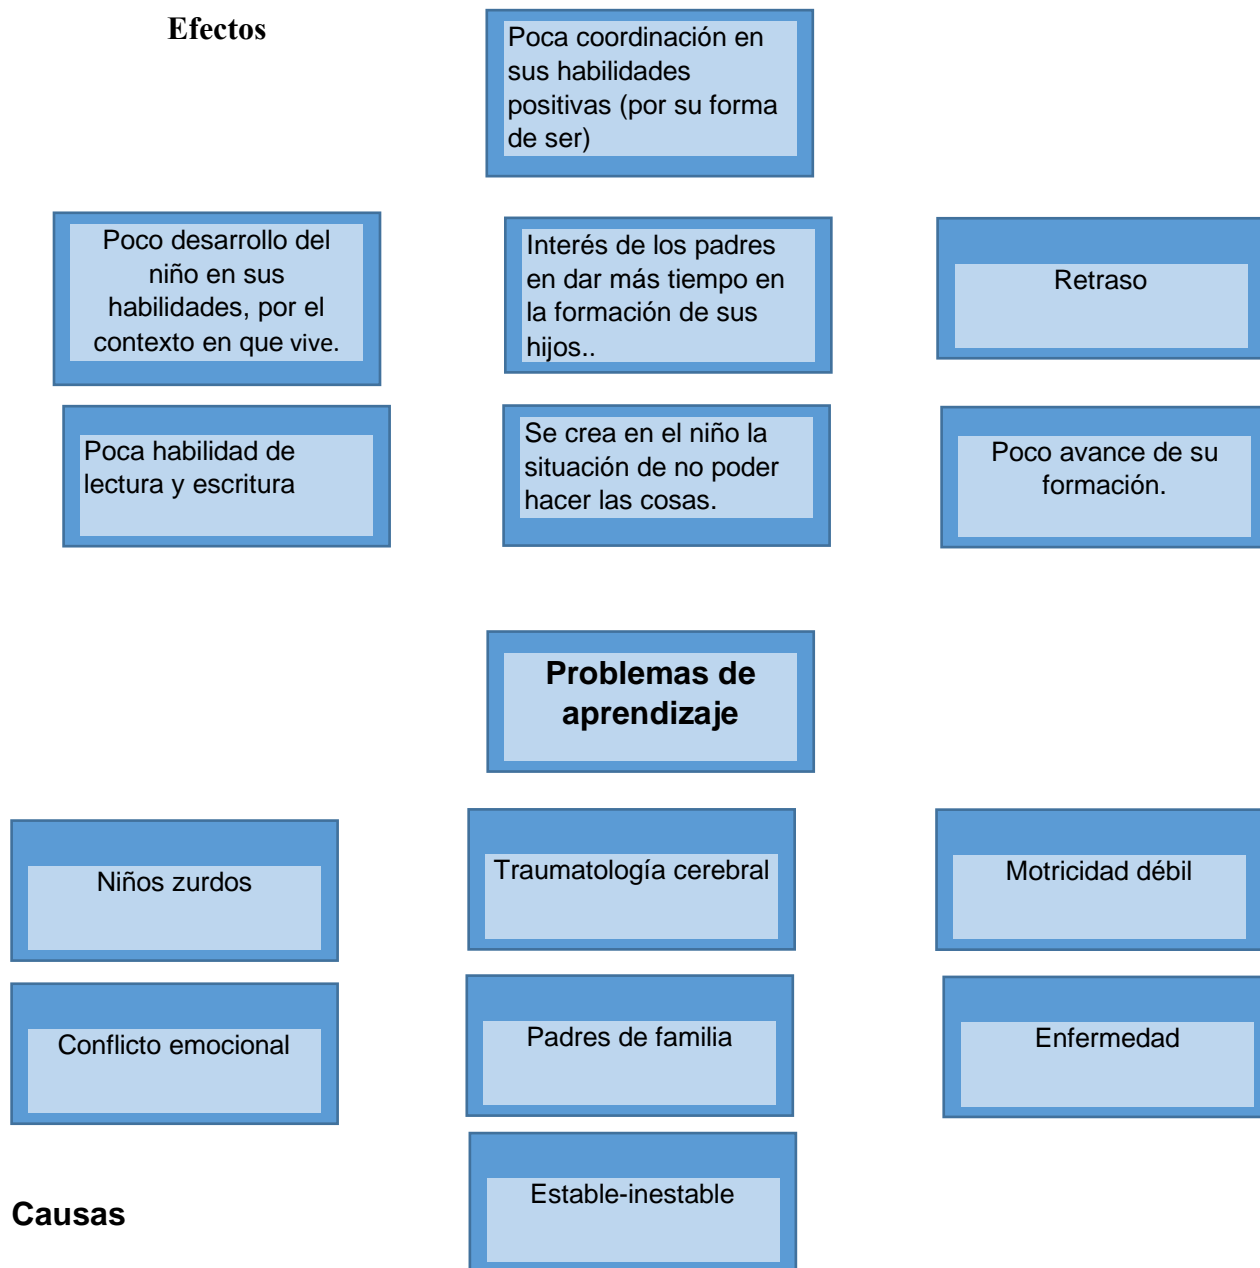 Efectos
Poca coordinación en
sus habilidades
positivas (por su forma
de ser)
Poco desarrollo del
niño en sus
habilidades, por el
contexto en que vive.
Interés de los padres
en dar más tiempo en
la formación de sus
hijos..
Retraso
Poca habilidad de
lectura y escritura
Se crea en el niño la
situación de no poder
hacer las cosas.
Poco avance de su
formación.
Problemas de
aprendizaje
Niños zurdos
Traumatología cerebral
Motricidad débil
Conflicto emocional
Padres de familia
Enfermedad
Estable-inestable
Causas